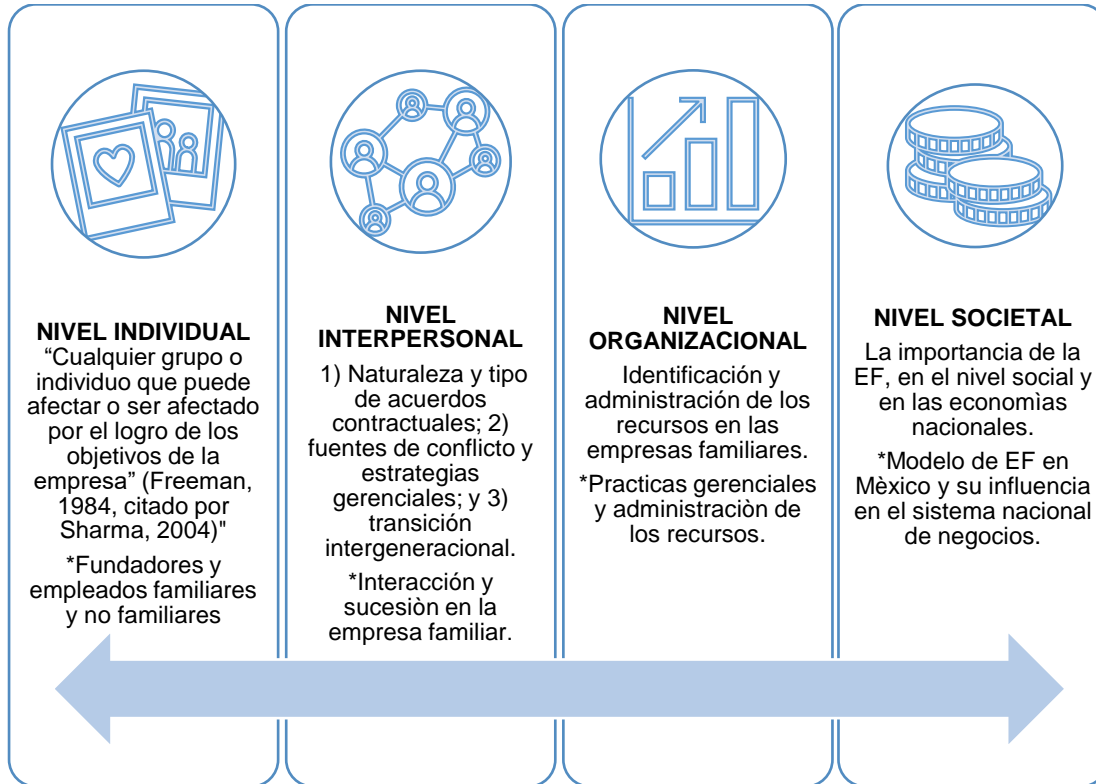 NIVEL INDIVIDUAL
“Cualquier grupo o
individuo que puede
afectar o ser afectado
por el logro de los
objetivos de la
empresa” (Freeman,
1984, citado por
Sharma, 2004)"
*Fundadores y
empleados familiares
y no familiares
NIVEL
INTERPERSONAL
1) Naturaleza y tipo
de acuerdos
contractuales; 2)
fuentes de conflicto y
estrategias
gerenciales; y 3)
transición
intergeneracional.
*Interacción y
sucesiòn en la
empresa familiar.
NIVEL
ORGANIZACIONAL
Identificación y
administración de los
recursos en las
empresas familiares.
*Practicas gerenciales
y administraciòn de
los recursos.
NIVEL SOCIETAL
La importancia de la
EF, en el nivel social y
en las economìas
nacionales.
*Modelo de EF en
Mèxico y su influencia
en el sistema nacional
de negocios.